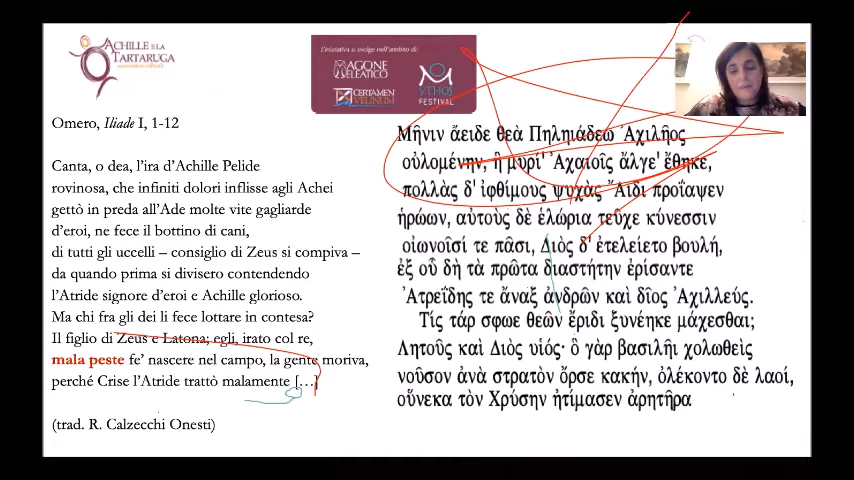 ACHILLE E LA
TARTARUGA
L'iniziativa si svolge nell'ambito di:
AGONE
VELEATICO
CERTAMEN
VELINUM
MYTHOS
FESTIVAL
Omero, Iliade I, 1-12
Canta, o dea, l'ira d'Achille Pelide
rovinosa, che infiniti dolori inflisse agli Achei
gettò in preda all'Ade molte vite gagliarde
d'eroi, ne fece il bottino di cani,
di tutti gli uccelli – consiglio di Zeus si compiva –
da quando prima si divisero contendendo
l'Atride signore d'eroi e Achille glorioso.
Ma chi fra gli dei li fece lottare in contesa?
Il figlio di Zeus e Latona; egli, irato col re,
mala peste fe' nascere nel campo, la gente moriva,
perché Crise l'Atride trattò malamente […]
(trad. R. Calzecchi Onesti)
Μῆνιν ἄειδε θεὰ Πηληιάδεω Ἀχιλῆος
οὐλομένην, ἣ μυρί' Ἀχαιοῖς ἄλγε' ἔθηκε,
πολλὰς δ' ἰφθίμους ψυχὰς Ἄϊδι προΐαψεν
ἡρώων, αὐτοὺς δὲ ἑλώρια τεῦχε κύνεσσιν
οἰωνοῖσί τε πᾶσι, Διὸς δ' ἐτελείετο βουλή,
ἐξ οὗ δὴ τὰ πρῶτα διαστήτην ἐρίσαντε
Ἀτρεΐδης τε ἄναξ ἀνδρῶν καὶ δῖος Ἀχιλλεύς.
Τίς τάρ σφωε θεῶν ἔριδι ξυνέηκε μάχεσθαι;
Λητοῦς καὶ Διὸς υἱός· ὃ γὰρ βασιλῆι χολωθεὶς
νοῦσον ἀνὰ στρατὸν ὄρσε κακήν, ὀλέκοντο δὲ λαοί,
οὕνεκα τὸν Χρύσην ἠτίμασεν ἀρητῆρα